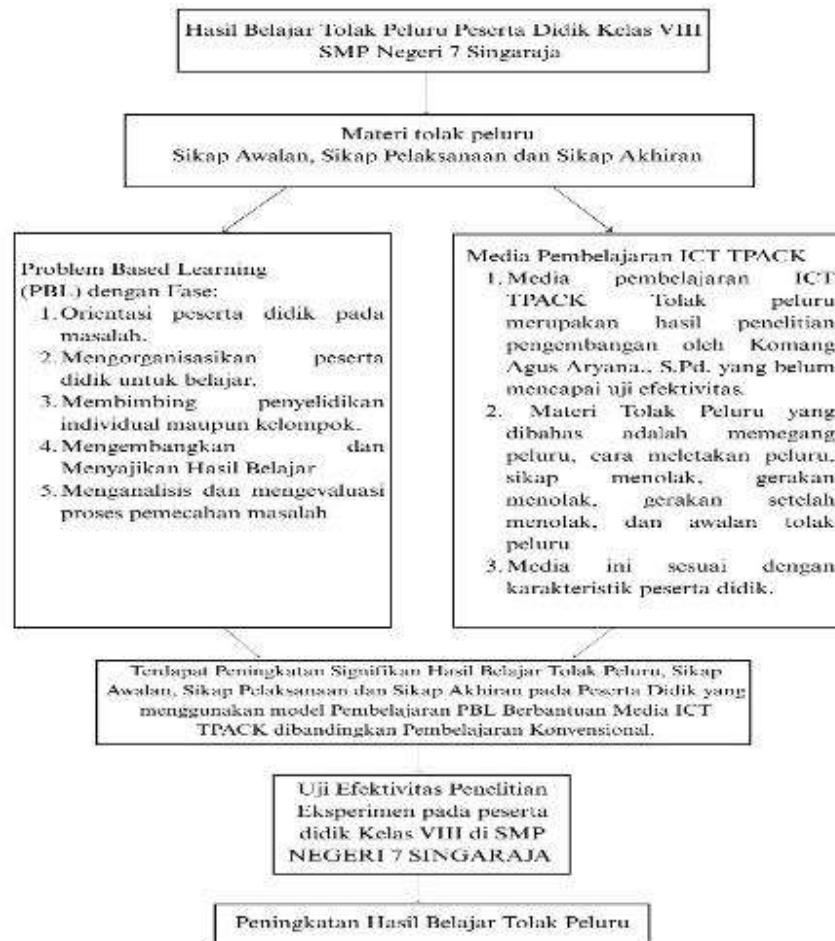 Hasil Belajar Tolak Peluru Peserta Didik Kelas VIII
SMP Negeri 7 Singaraja
Materi tolak peluru
Sikap Awalan, Sikap Pelaksanaan dan Sikap Akhiran
Problem Based Learning
(PBL) dengan Fase:
1. Orientasi peserta didik pada
masalah.
2. Mengorganisasikan peserta
didik untuk belajar.
3. Membimbing penyelidikan
individual maupun kelompok.
4. Mengembangkan dan
Menyajikan Hasil Belajar
5. Menganalisis dan mengevaluasi
proses pemecahan masalah
Media Pembelajaran ICT TPACK
1. Media pembelajaran ICT
TPACK Tolak peluru
merupakan hasil penelitian
pengembangan oleh Komang
Agus Aryana., S.Pd. yang belum
mencapai uji efektivitas.
2. Materi Tolak Peluru yang
dibahas adalah memegang
peluru, cara meletakan peluru,
sikap menolak, gerakan
menolak, gerakan setelah
menolak, dan awalan tolak
peluru
3. Media ini sesuai dengan
karakteristik peserta didik.
Terdapat Peningkatan Signifikan Hasil Belajar Tolak Peluru, Sikap
Awalan, Sikap Pelaksanaan dan Sikap Akhiran pada Peserta Didik yang
menggunakan model Pembelajaran PBL Berbantuan Media ICT
TPACK dibandingkan Pembelajaran Konvensional.
Uji Efektivitas Penelitian
Eksperimen pada peserta
didik Kelas VIII di SMP
NEGERI 7 SINGARAJA
Peningkatan Hasil Belajar Tolak Peluru